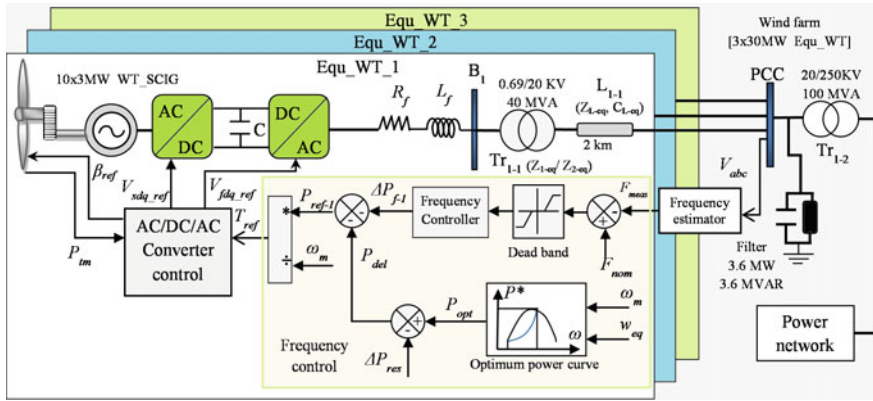 Equ_WT_3
Equ_WT_2
Equ_WT_1
Wind farm
[3x30MW Equ_WT]
10x3MW WT_SCIG
AC
DC
C
DC
AC
R_f
L_f
B_1
0.69/20 KV
40 MVA
Tr_1-1 (Z_1-eq/ Z_2-eq)
L_1-1
(Z_L-eq, C_L-eq)
2 km
PCC
20/250KV
100 MVA
Tr_1-2
V_abc
β_ref
V_sdq_ref
V_fdq_ref
T_ref
P_tm
AC/DC/AC
Converter
control
*
÷
ω_m
P_ref-1
ΔP_f-1
Frequency
Controller
Dead band
F_meas
F_nom
Frequency
estimator
Filter
3.6 MW
3.6 MVAR
P_del
P_opt
ΔP_res
P*
ω
ω_m
w_eq
Optimum power curve
Frequency
control
Power
network